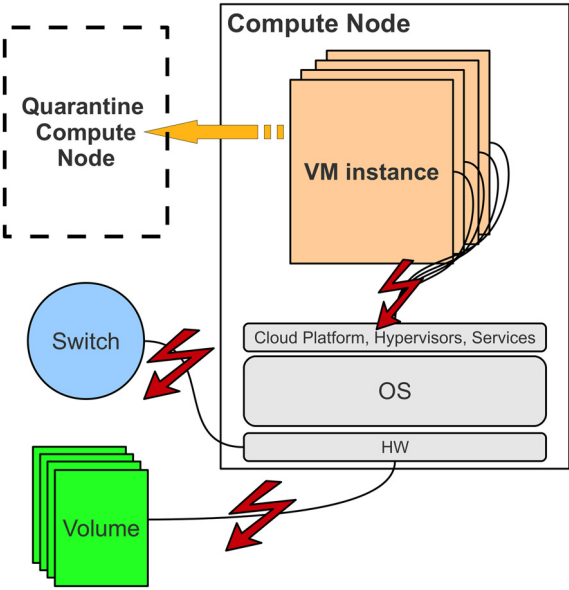 Compute Node
Quarantine
Compute
Node
VM instance
Switch
Cloud Platform, Hypervisors, Services
OS
HW
Volume